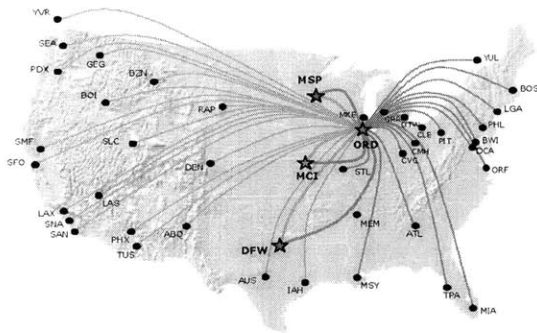 YVR
SEA
GEG
PDX
BZN
BOI
RAP
SMF
SFO
SLC
DEN
LAS
LAX
SNA
SAN
PHX
TUS
ABQ
MSP
MKE
ORD
MCI
STL
DFW
MEM
AUS
IAH
MSY
ATL
TPA
MIA
GRR
DTW
CLE
PIT
CMH
CVG
YUL
BOS
LGA
PHL
BWI
DCA
ORF